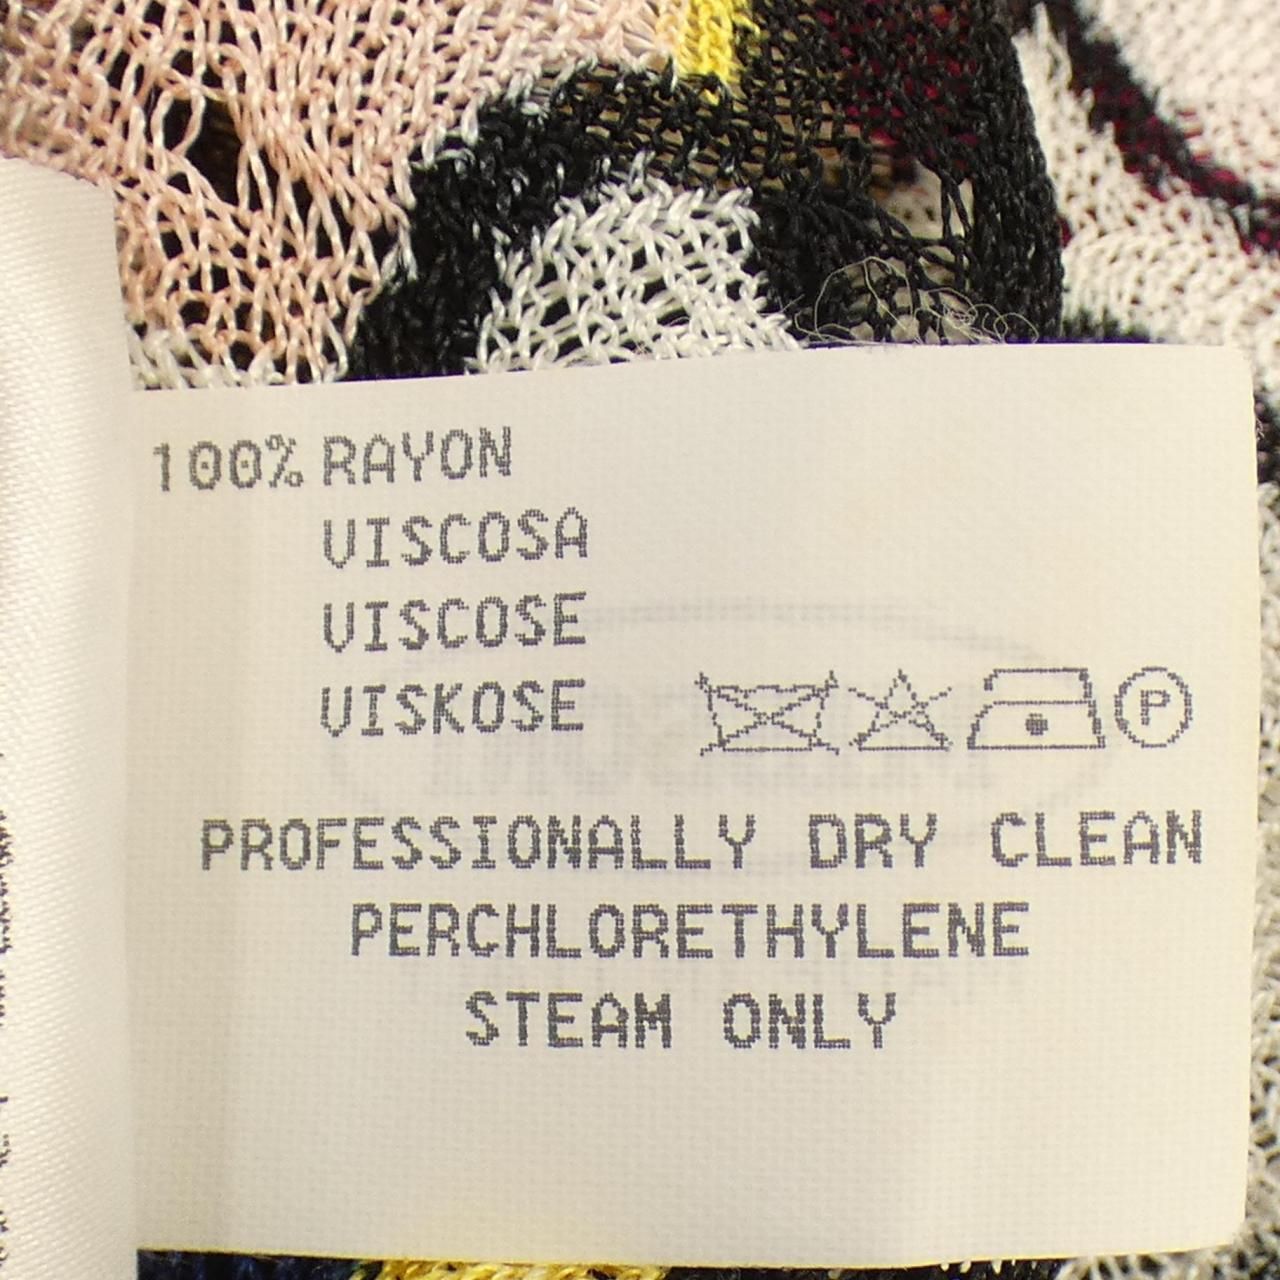 100% RAYON
VISCOSA
VISCOSE
VISKOSE
P
PROFESSIONALLY DRY CLEAN
PERCHLORETHYLENE
STEAM ONLY